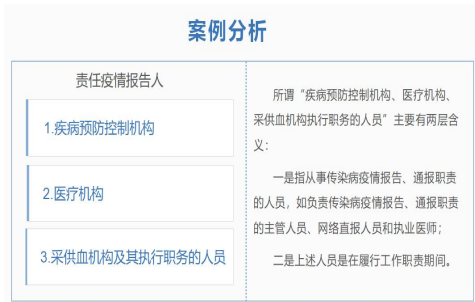 案例分析
责任疫情报告人
1.疾病预防控制机构
2.医疗机构
3.采供血机构及其执行职务的人员
所谓“疾病预防控制机构、医疗机构、
采供血机构执行职务的人员”主要有两层含
义：
一是指从事传染病疫情报告、通报职责
的人员，如负责传染病疫情报告、通报职责
的主管人员、网络直报人员和执业医师；
二是上述人员是在履行工作职责期间。